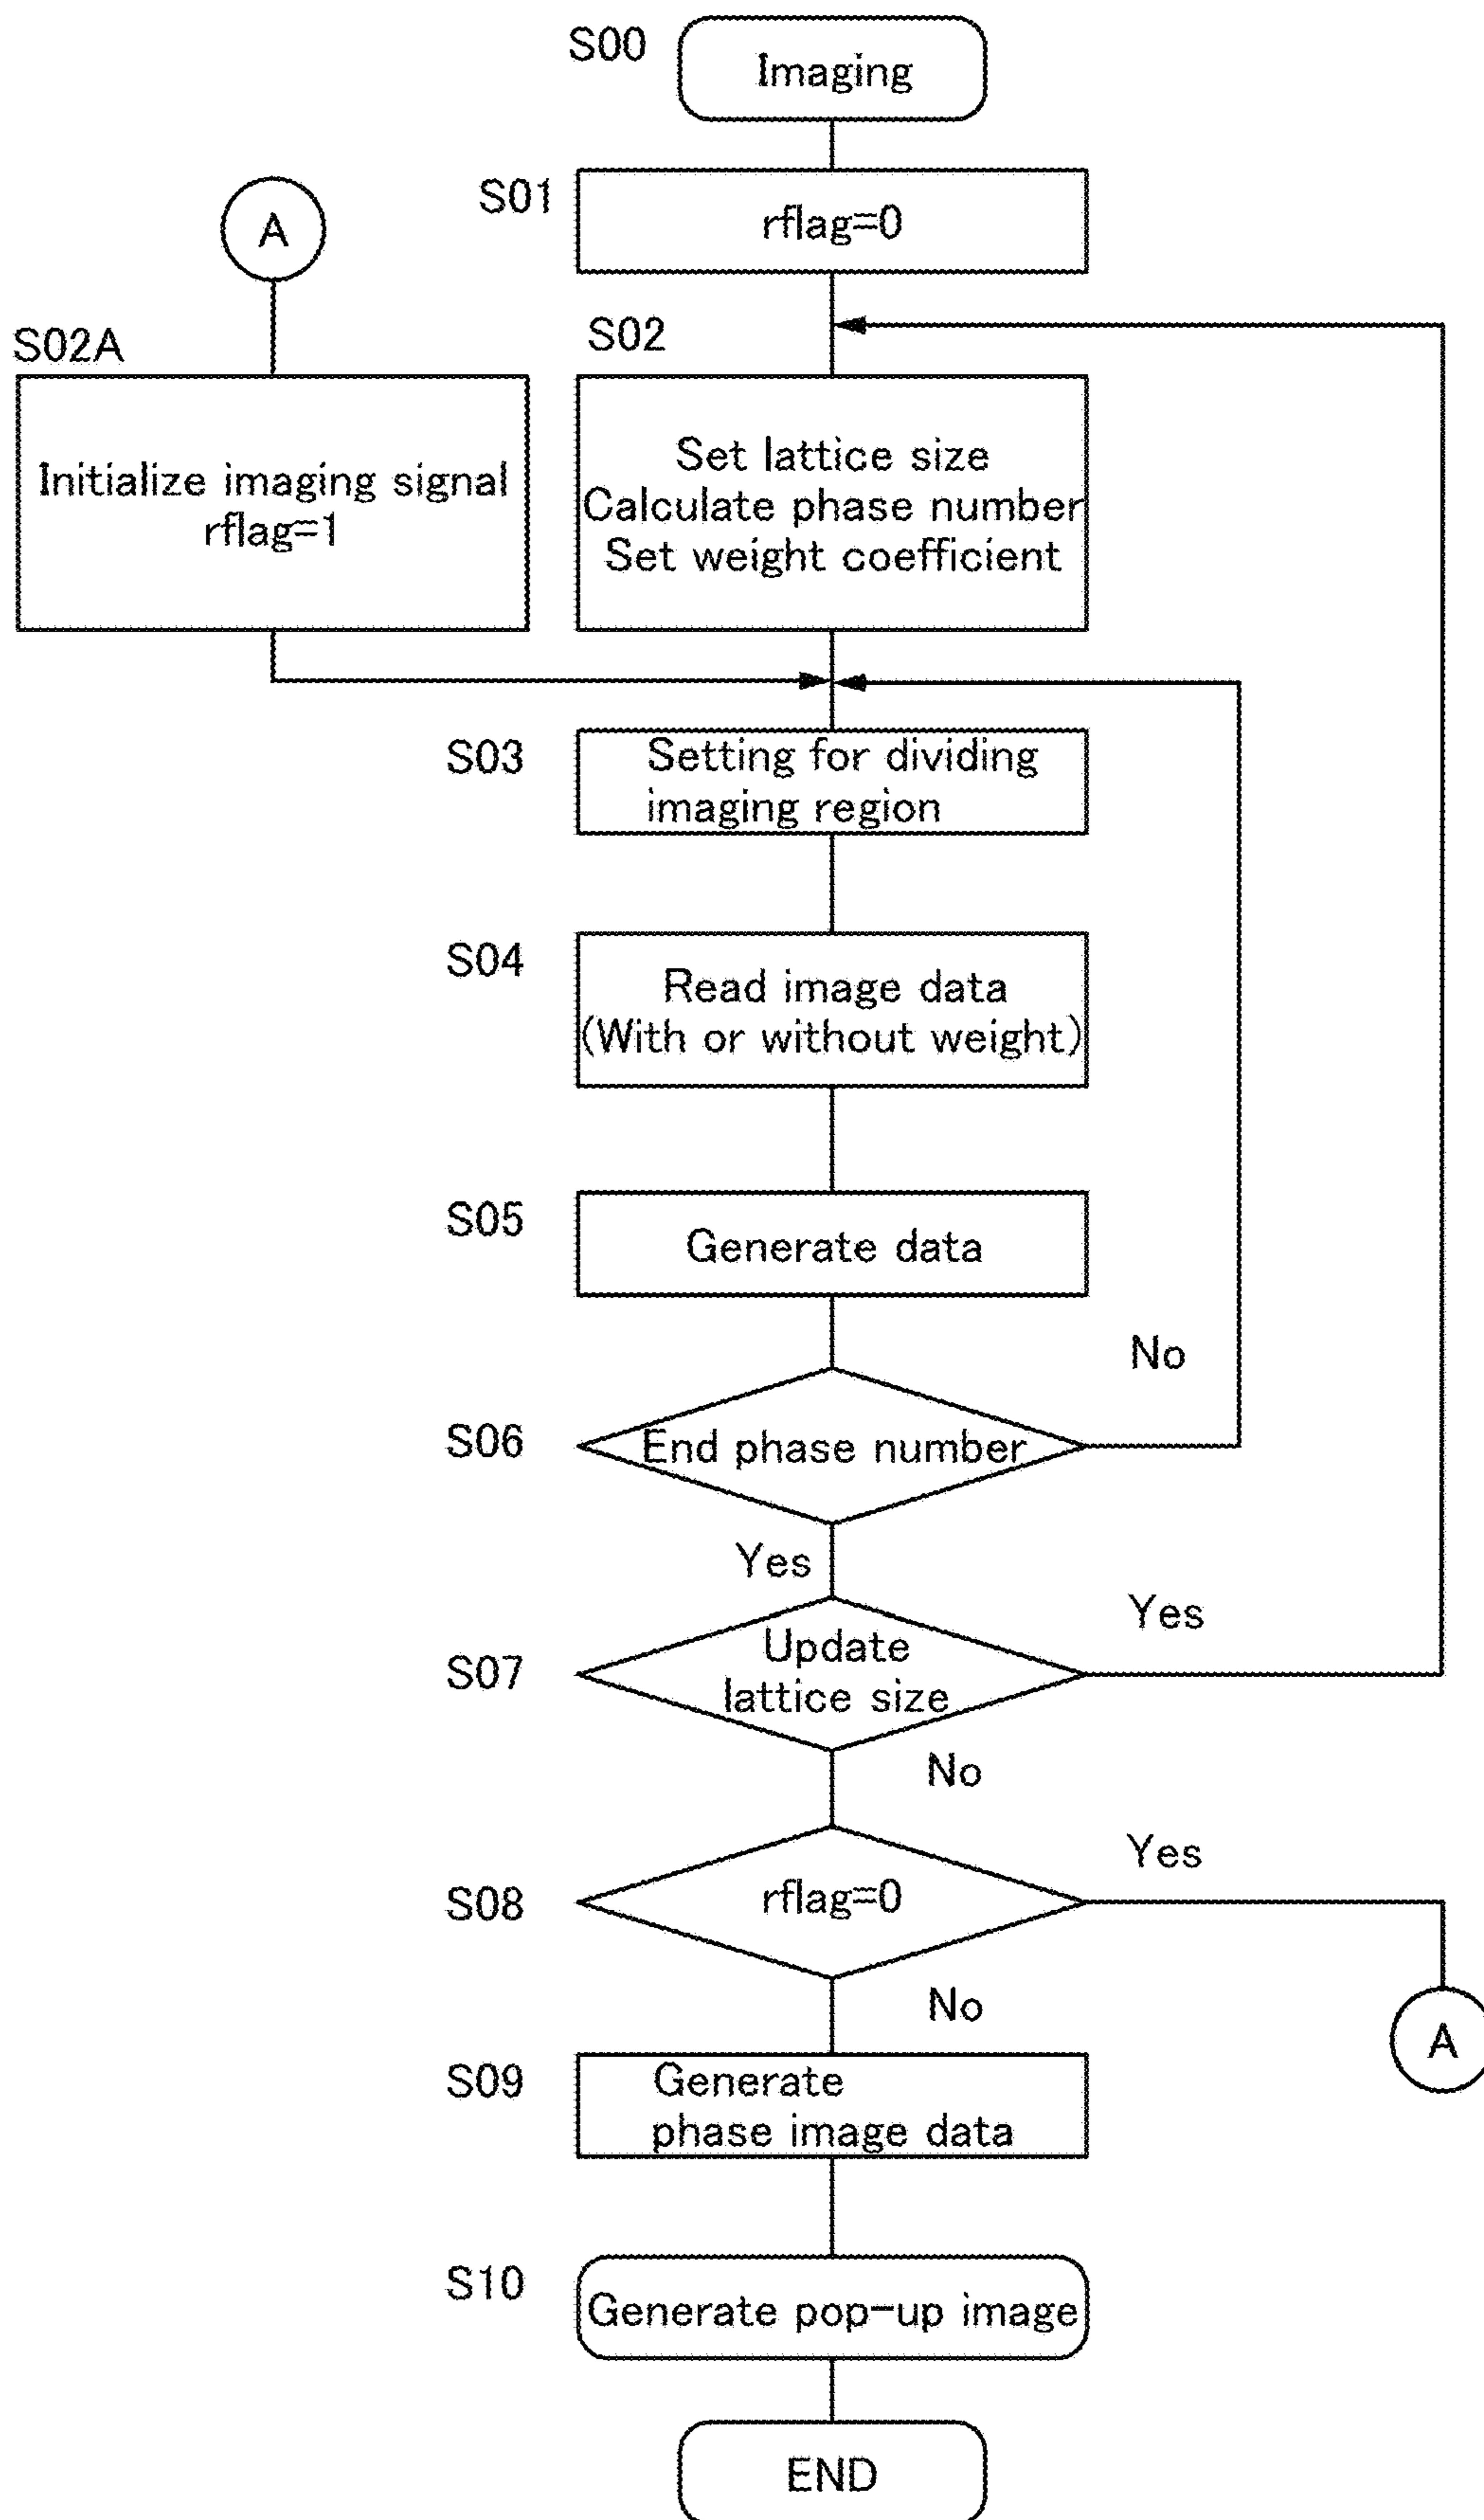 S00
Imaging
S01
rflag=0
A
S02A
Initialize imaging signal
rflag=1
S02
Set lattice size
Calculate phase number
Set weight coefficient
S03
Setting for dividing
imaging region
S04
Read image data
(With or without weight)
S05
Generate data
No
S06
End phase number
Yes
Yes
S07
Update
lattice size
No
Yes
S08
rflag=0
No
A
S09
Generate
phase image data
S10
Generate pop-up image
END